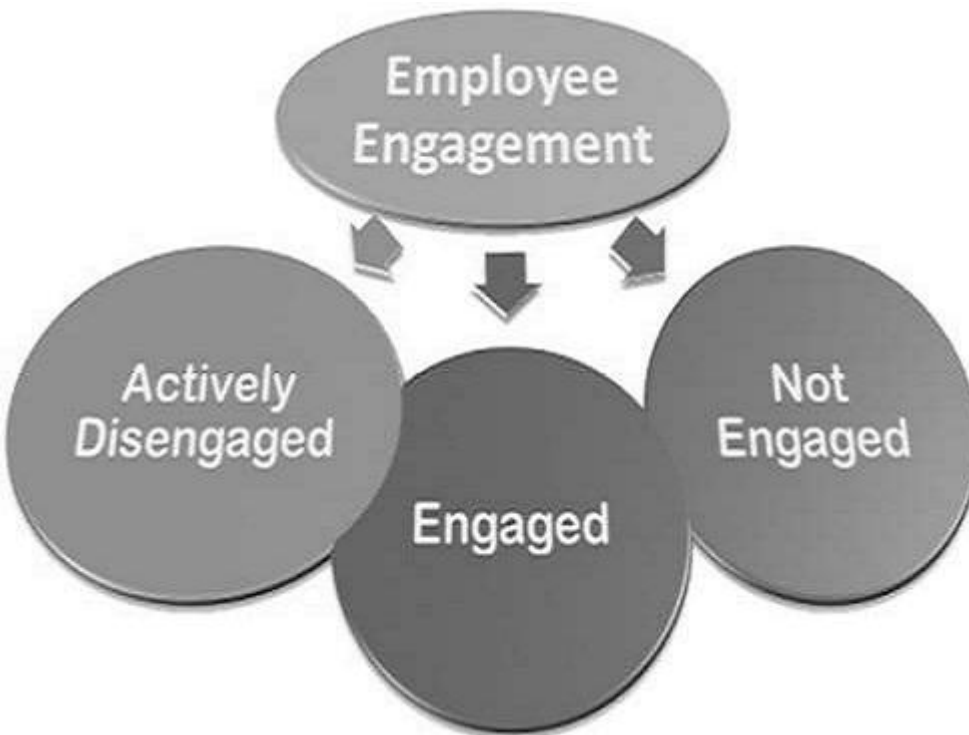 Employee
Engagement
Actively
Disengaged
Engaged
Not
Engaged